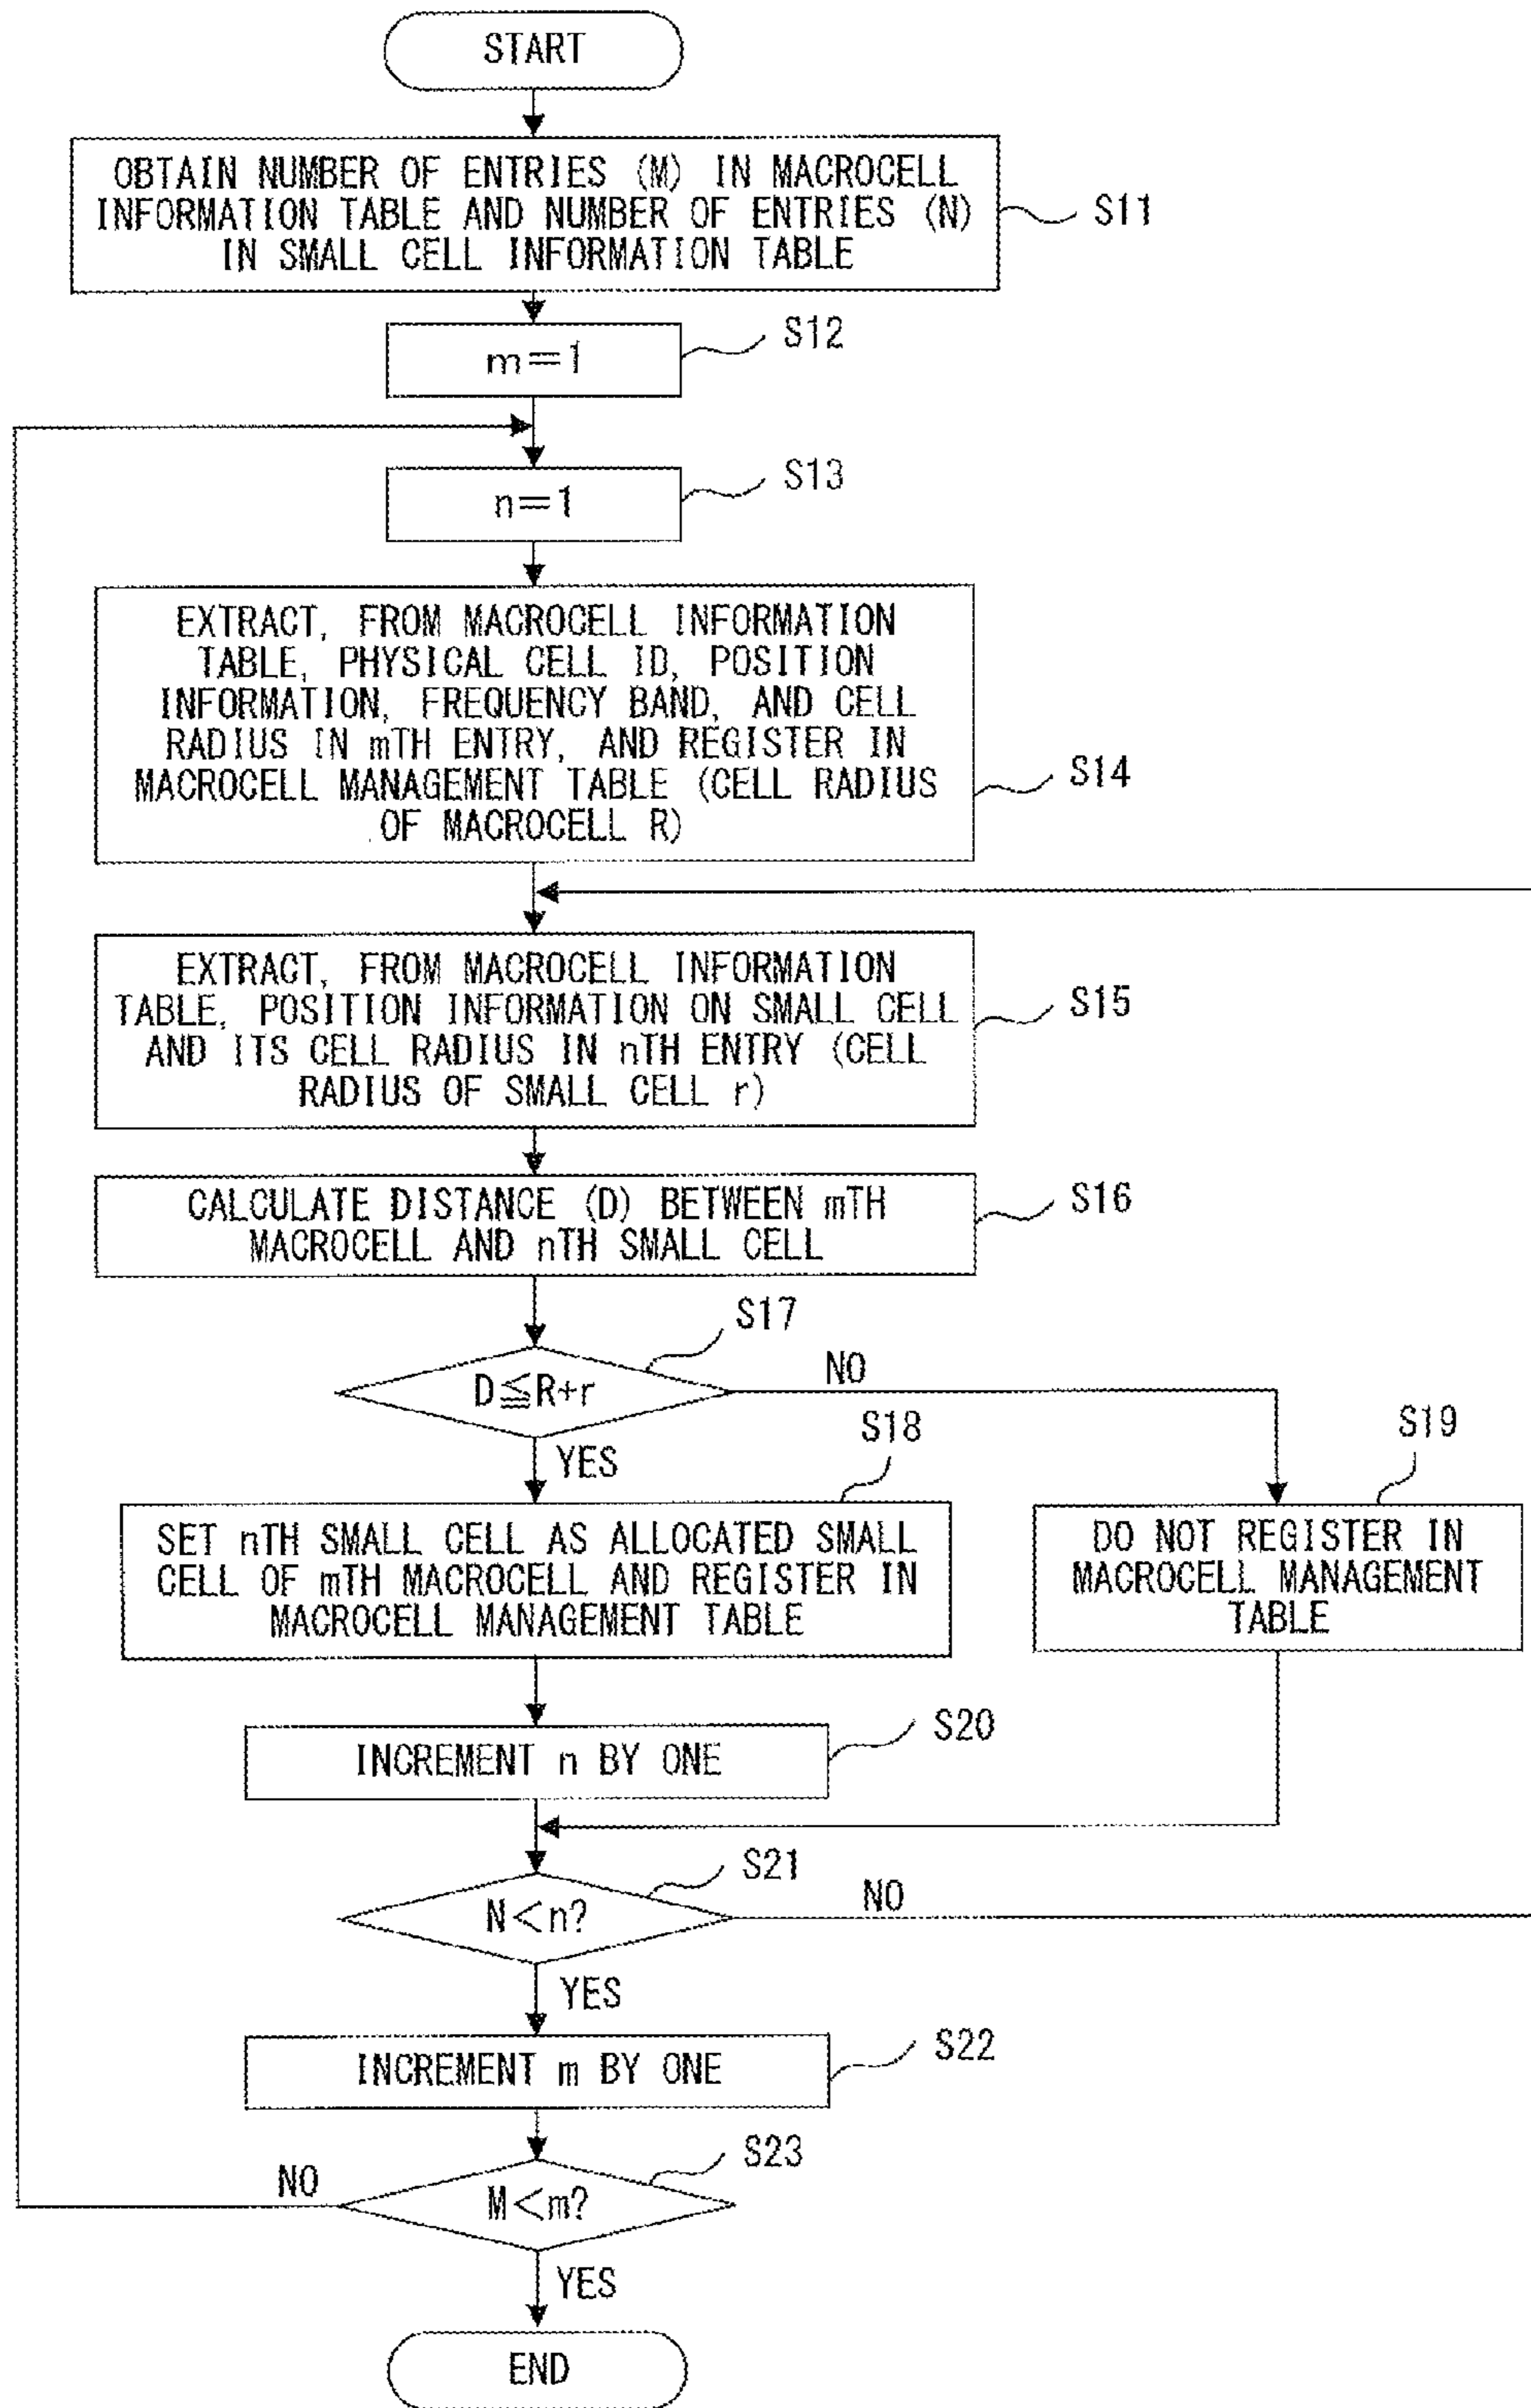 START
OBTAIN NUMBER OF ENTRIES (M) IN MACROCELL
INFORMATION TABLE AND NUMBER OF ENTRIES (N)
IN SMALL CELL INFORMATION TABLE
S11
m=1
S12
n=1
S13
EXTRACT, FROM MACROCELL INFORMATION
TABLE, PHYSICAL CELL ID, POSITION
INFORMATION, FREQUENCY BAND, AND CELL
RADIUS IN mTH ENTRY, AND REGISTER IN
MACROCELL MANAGEMENT TABLE (CELL RADIUS
OF MACROCELL R)
S14
EXTRACT, FROM MACROCELL INFORMATION
TABLE, POSITION INFORMATION ON SMALL CELL
AND ITS CELL RADIUS IN nTH ENTRY (CELL
RADIUS OF SMALL CELL r)
S15
CALCULATE DISTANCE (D) BETWEEN mTH
MACROCELL AND nTH SMALL CELL
S16
S17
D≦R+r
NO
YES
S18
SET nTH SMALL CELL AS ALLOCATED SMALL
CELL OF mTH MACROCELL AND REGISTER IN
MACROCELL MANAGEMENT TABLE
S19
DO NOT REGISTER IN
MACROCELL MANAGEMENT
TABLE
INCREMENT n BY ONE
S20
S21
N<n?
NO
YES
INCREMENT m BY ONE
S22
S23
NO
M<m?
YES
END